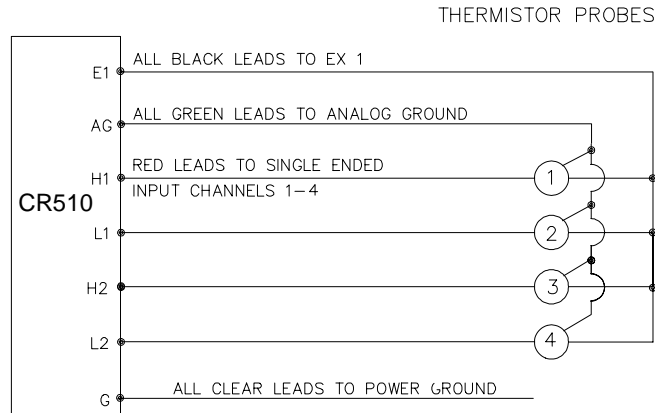 THERMISTOR PROBES
E1 ALL BLACK LEADS TO EX 1
AG ALL GREEN LEADS TO ANALOG GROUND
H1 RED LEADS TO SINGLE ENDED
INPUT CHANNELS 1-4
1
CR510
L1 2
H2 3
L2 4
G ALL CLEAR LEADS TO POWER GROUND